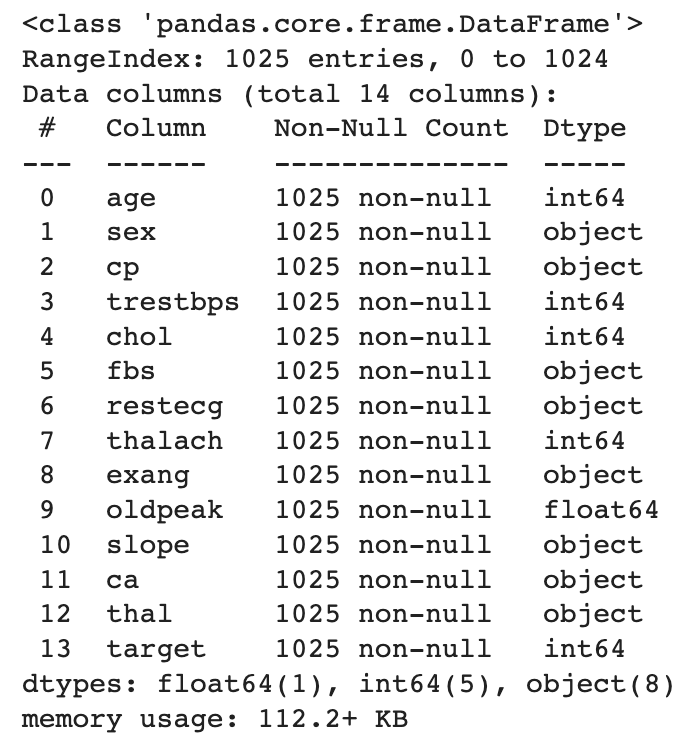 <class 'pandas.core.frame.DataFrame'>
RangeIndex: 1025 entries, 0 to 1024
Data columns (total 14 columns):
 #   Column    Non-Null Count  Dtype
---  ------    --------------  -----
 0   age       1025 non-null   int64
 1   sex       1025 non-null   object
 2   cp        1025 non-null   object
 3   trestbps  1025 non-null   int64
 4   chol      1025 non-null   int64
 5   fbs       1025 non-null   object
 6   restecg   1025 non-null   object
 7   thalach   1025 non-null   int64
 8   exang     1025 non-null   object
 9   oldpeak   1025 non-null   float64
 10  slope     1025 non-null   object
 11  ca        1025 non-null   object
 12  thal      1025 non-null   object
 13  target    1025 non-null   int64
dtypes: float64(1), int64(5), object(8)
memory usage: 112.2+ KB